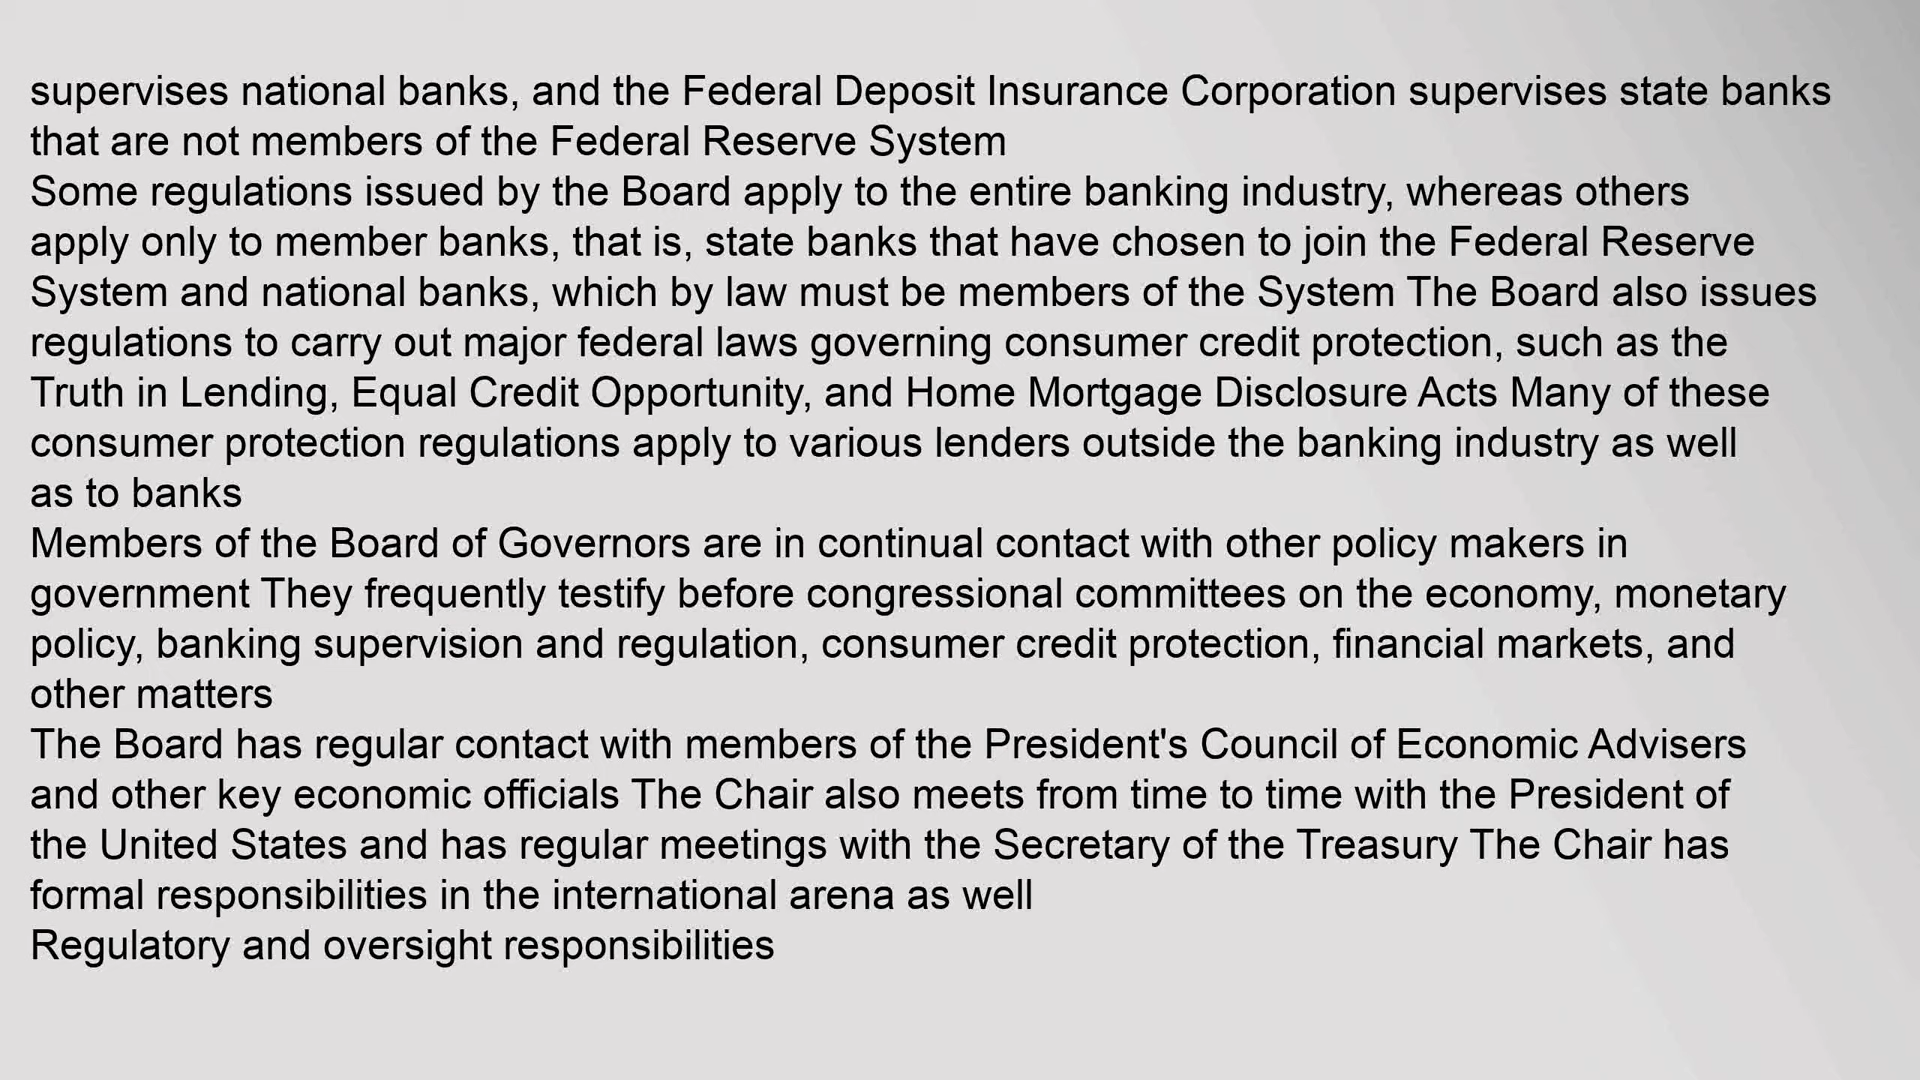 supervises national banks, and the Federal Deposit Insurance Corporation supervises state banks
that are not members of the Federal Reserve System
Some regulations issued by the Board apply to the entire banking industry, whereas others
apply only to member banks, that is, state banks that have chosen to join the Federal Reserve
System and national banks, which by law must be members of the System The Board also issues
regulations to carry out major federal laws governing consumer credit protection, such as the
Truth in Lending, Equal Credit Opportunity, and Home Mortgage Disclosure Acts Many of these
consumer protection regulations apply to various lenders outside the banking industry as well
as to banks
Members of the Board of Governors are in continual contact with other policy makers in
government They frequently testify before congressional committees on the economy, monetary
policy, banking supervision and regulation, consumer credit protection, financial markets, and
other matters
The Board has regular contact with members of the President's Council of Economic Advisers
and other key economic officials The Chair also meets from time to time with the President of
the United States and has regular meetings with the Secretary of the Treasury The Chair has
formal responsibilities in the international arena as well
Regulatory and oversight responsibilities